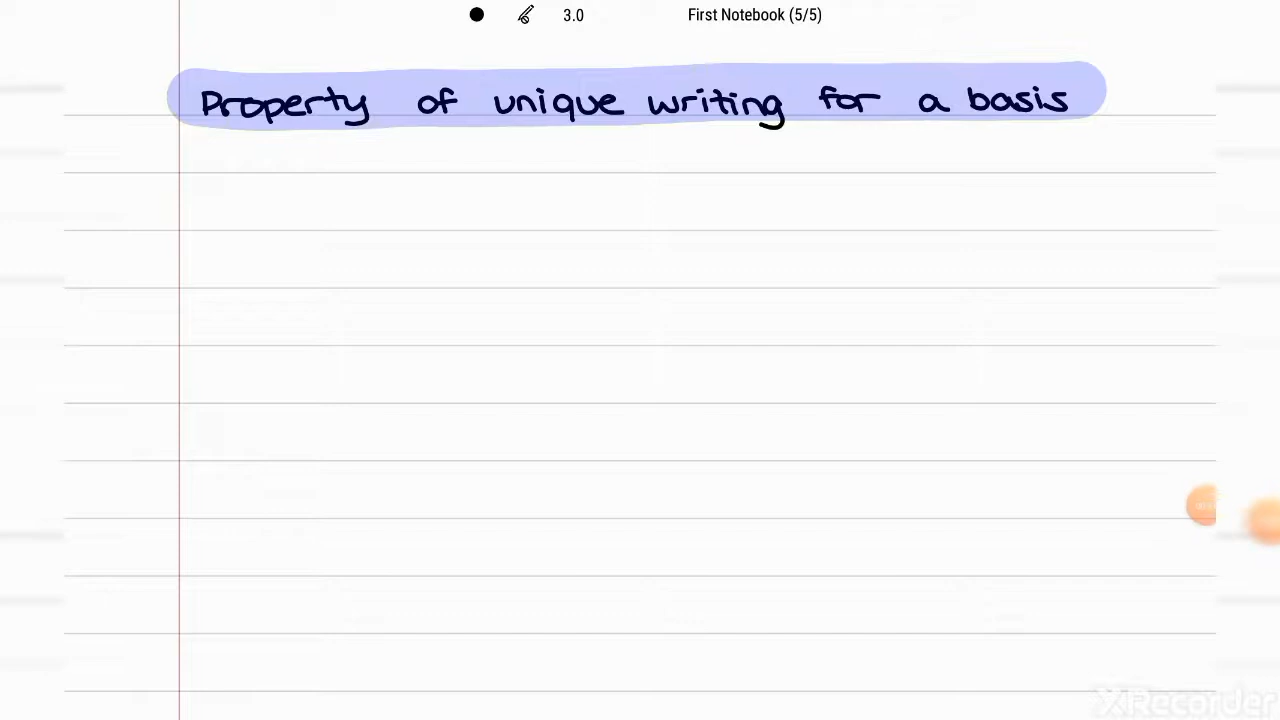 3.0 First Notebook (5/5)
Property of unique writing for a basis
XRecorder